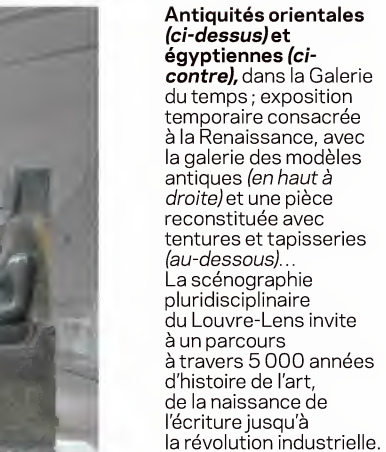 Antiquités orientales
(ci-dessus) et
égyptiennes (ci-
contre), dans la Galerie
du temps ; exposition
temporaire consacrée
à la Renaissance, avec
la galerie des modèles
antiques (en haut à
droite) et une pièce
reconstituée avec
tentures et tapisseries
(au-dessous)…
La scénographie
pluridisciplinaire
du Louvre-Lens invite
à un parcours
à travers 5 000 années
d’histoire de l’art,
de la naissance de
l’écriture jusqu’à
la révolution industrielle.